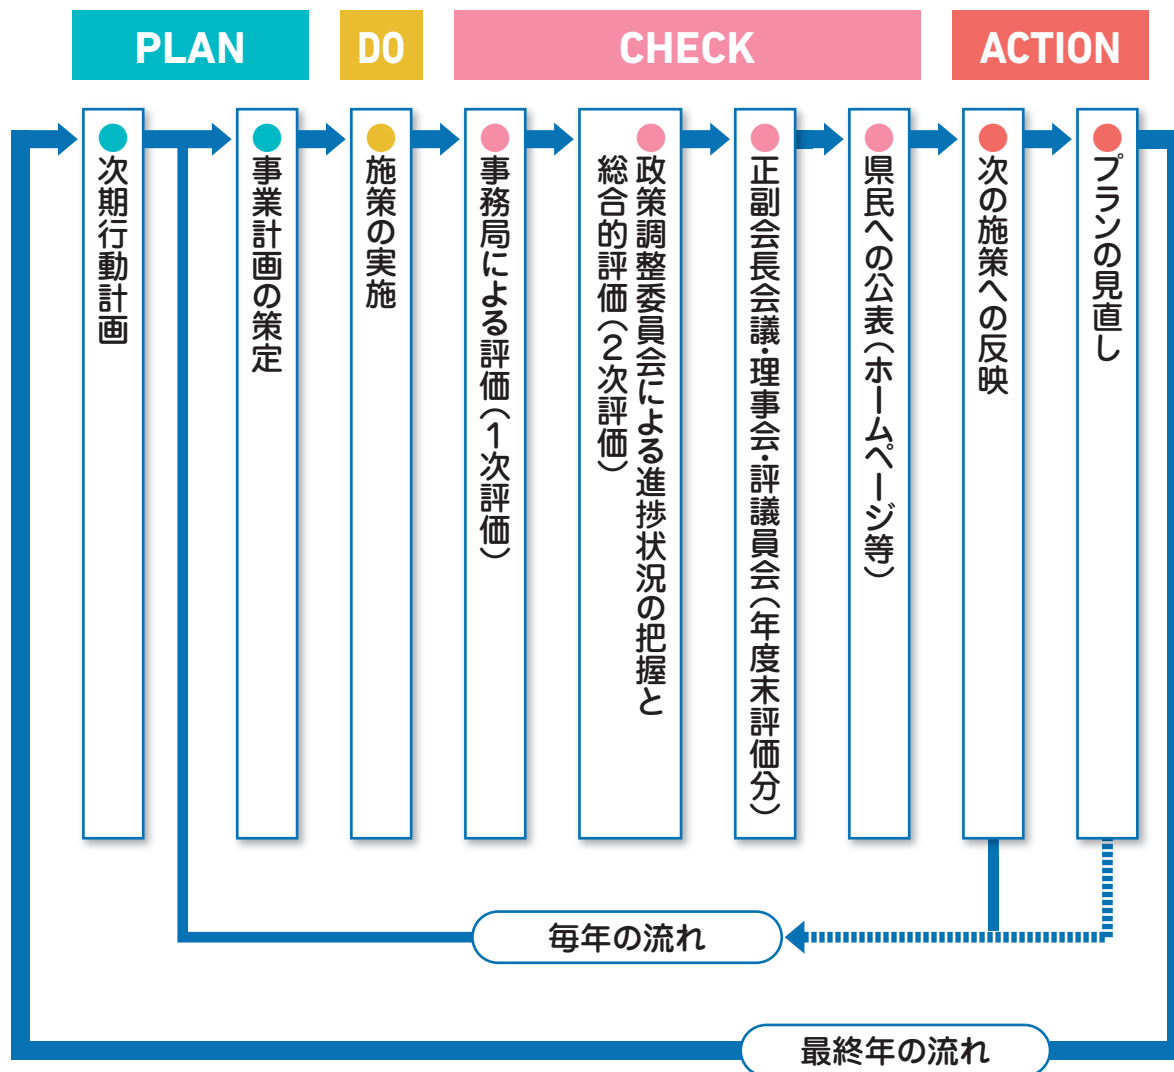 PLAN
DO
CHECK
ACTION
次期行動計画
事業計画の策定
施策の実施
事務局による評価（1次評価）
政策調整委員会による進捗状況の把握と
総合的評価（2次評価）
正副会長会議・理事会・評議員会（年度末評価分）
県民への公表（ホームページ等）
次の施策への反映
プランの見直し
毎年の流れ
最終年の流れ